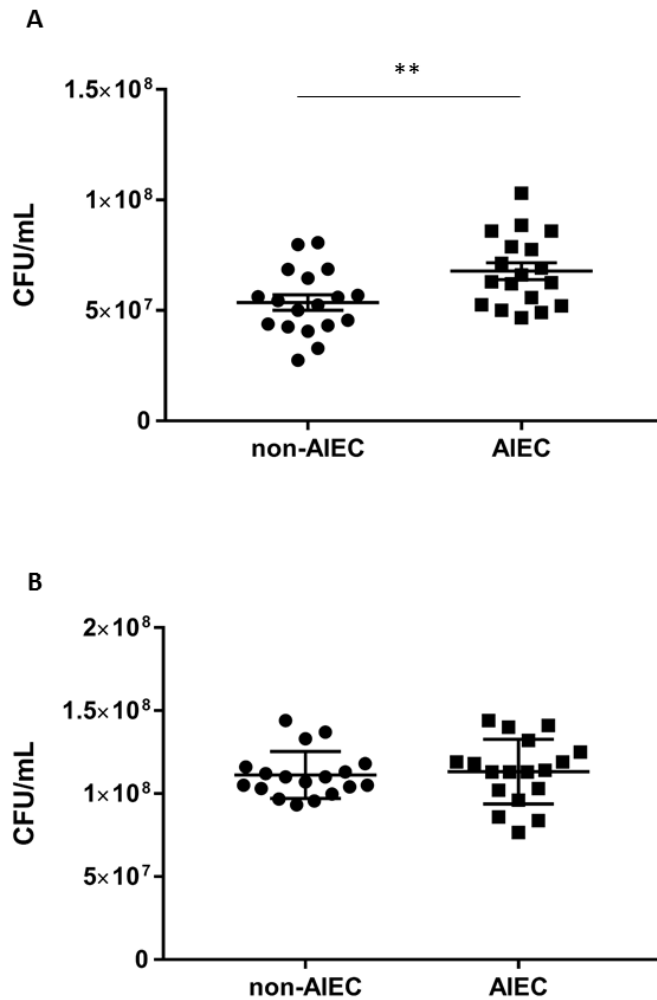 A
**
1.5×10⁸
1×10⁸
5×10⁷
0
CFU/mL
non-AIEC AIEC
B
2×10⁸
1.5×10⁸
1×10⁸
5×10⁷
0
CFU/mL
non-AIEC AIEC